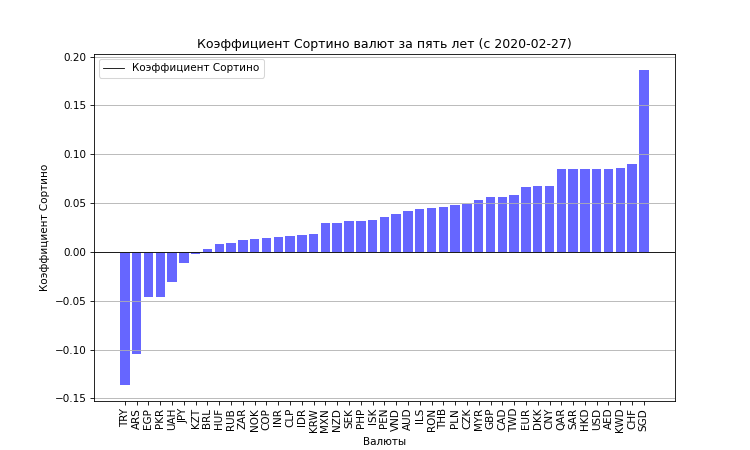 Коэффициент Сортино валют за пять лет (с 2020-02-27)
Коэффициент Сортино
0.20
0.15
0.10
0.05
0.00
−0.05
−0.10
−0.15
Коэффициент Сортино
TRY
ARS
EGP
PKR
UAH
JPY
KZT
BRL
HUF
RUB
ZAR
NOK
COP
INR
CLP
IDR
KRW
MXN
NZD
SEK
PHP
ISK
PEN
VND
AUD
ILS
RON
THB
PLN
CZK
MYR
GBP
CAD
TWD
EUR
DKK
CNY
QAR
SAR
HKD
USD
AED
KWD
CHF
SGD
Валюты